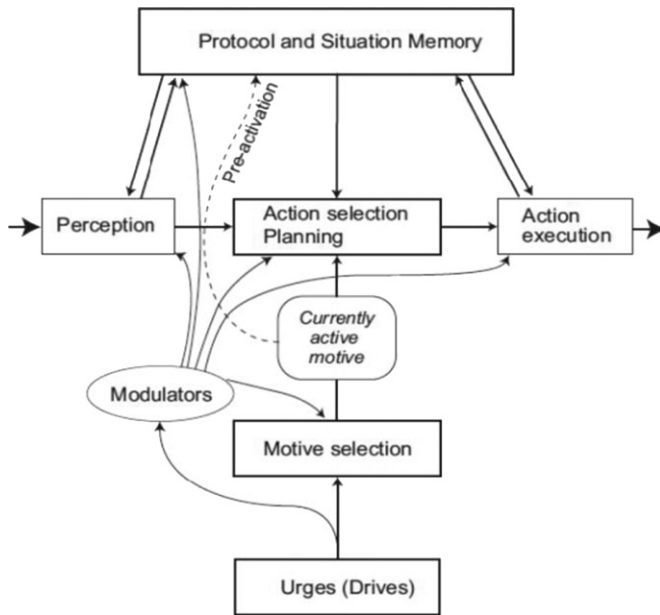 Protocol and Situation Memory
Pre-activation
Perception
Action selection
Planning
Action
execution
Currently
active
motive
Modulators
Motive selection
Urges (Drives)